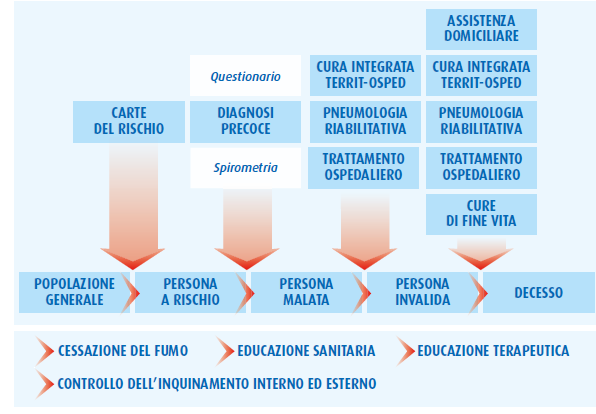 ASSISTENZA
DOMICILIARE
Questionario
CURA INTEGRATA
TERRIT-OSPED
CURA INTEGRATA
TERRIT-OSPED
CARTE
DEL RISCHIO
DIAGNOSI
PRECOCE
PNEUMOLOGIA
RIABILITATIVA
PNEUMOLOGIA
RIABILITATIVA
Spirometria
TRATTAMENTO
OSPEDALIERO
TRATTAMENTO
OSPEDALIERO
CURE
DI FINE VITA
POPOLAZIONE
GENERALE
PERSONA
A RISCHIO
PERSONA
MALATA
PERSONA
INVALIDA
DECESSO
CESSAZIONE DEL FUMO
EDUCAZIONE SANITARIA
EDUCAZIONE TERAPEUTICA
CONTROLLO DELL'INQUINAMENTO INTERNO ED ESTERNO